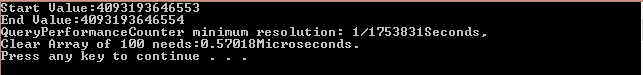 Start Value:4093193646553
End Value:4093193646554
QueryPerformanceCounter minimum resolution: 1/1753831Seconds,
Clear Array of 100 needs:0.57018Microseconds.
Press any key to continue . . .